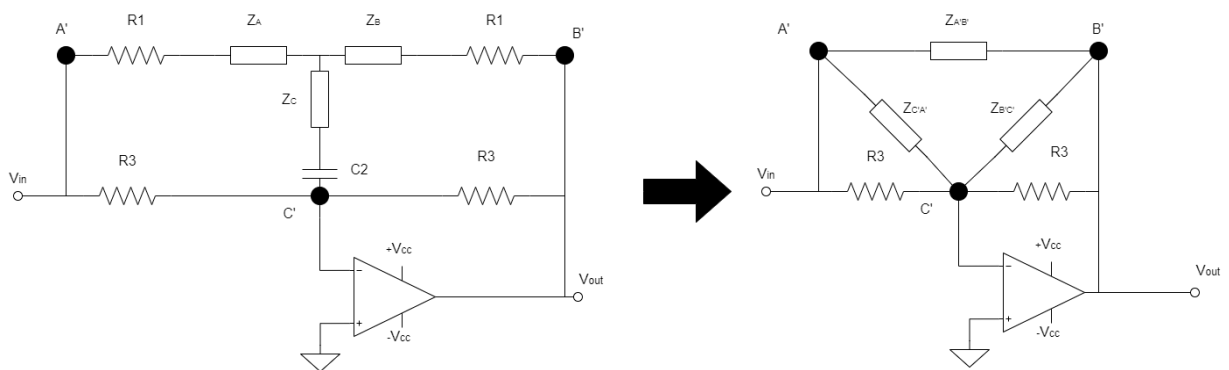 R1 ZA ZB R1
A' B'
ZC
R3 C2 R3
Vin
C'
+Vcc
−
+
Vout
-Vcc
ZA'B'
A' B'
ZC'A' ZB'C'
R3 R3
Vin
C'
+Vcc
−
+
Vout
-Vcc